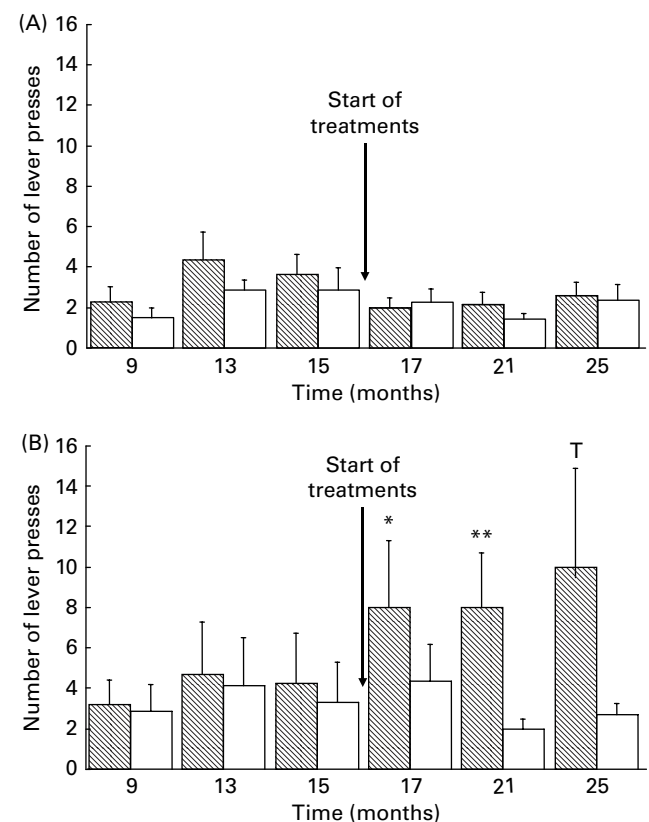 (A)
Number of lever presses
16
14
12
10
8
6
4
2
0
Start of
treatments
9 13 15 17 21 25
Time (months)
(B)
Number of lever presses
16
14
12
10
8
6
4
2
0
Start of
treatments
*
**
T
9 13 15 17 21 25
Time (months)